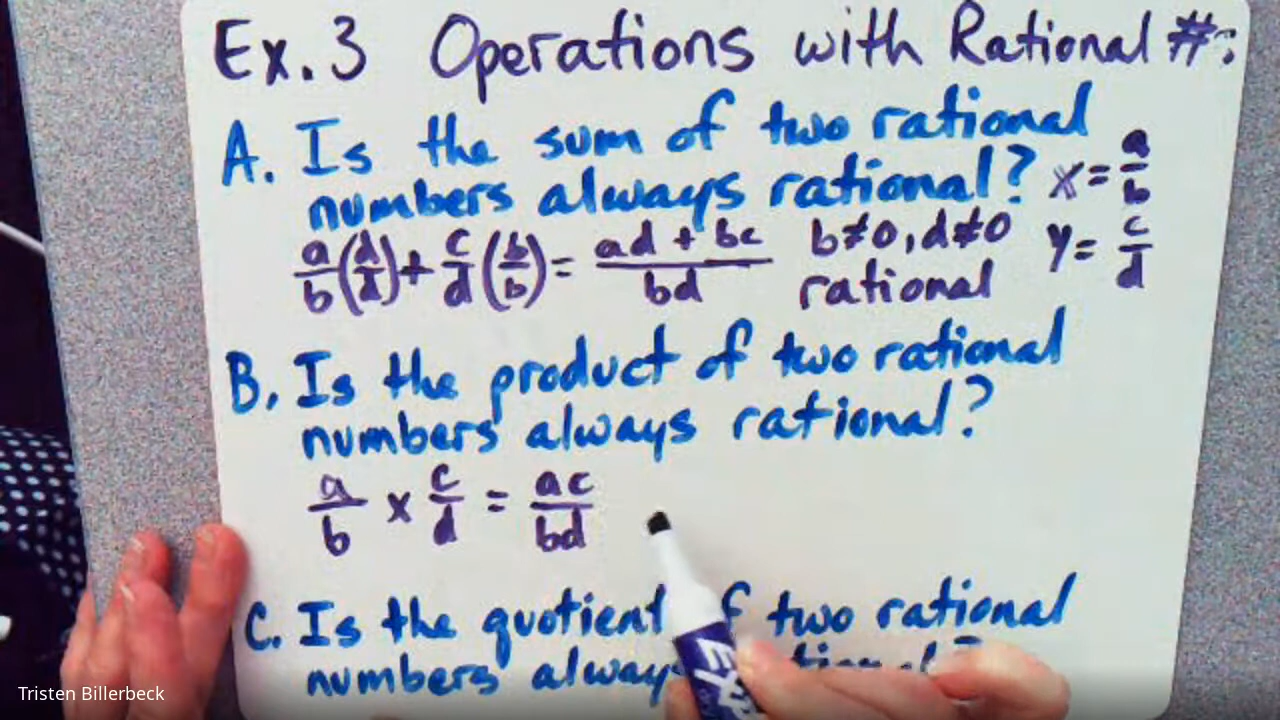 Ex. 3 Operations with Rational #:
A. Is the sum of two rational
numbers always rational?
x = a/b
a/b (d/d) + c/d (b/b) = ad + bc / bd
b≠0, d≠0
rational
y = c/d
B. Is the product of two rational
numbers always rational?
a/b x c/d = ac/bd
C. Is the quotient of two rational
numbers always
Tristen Billerbeck